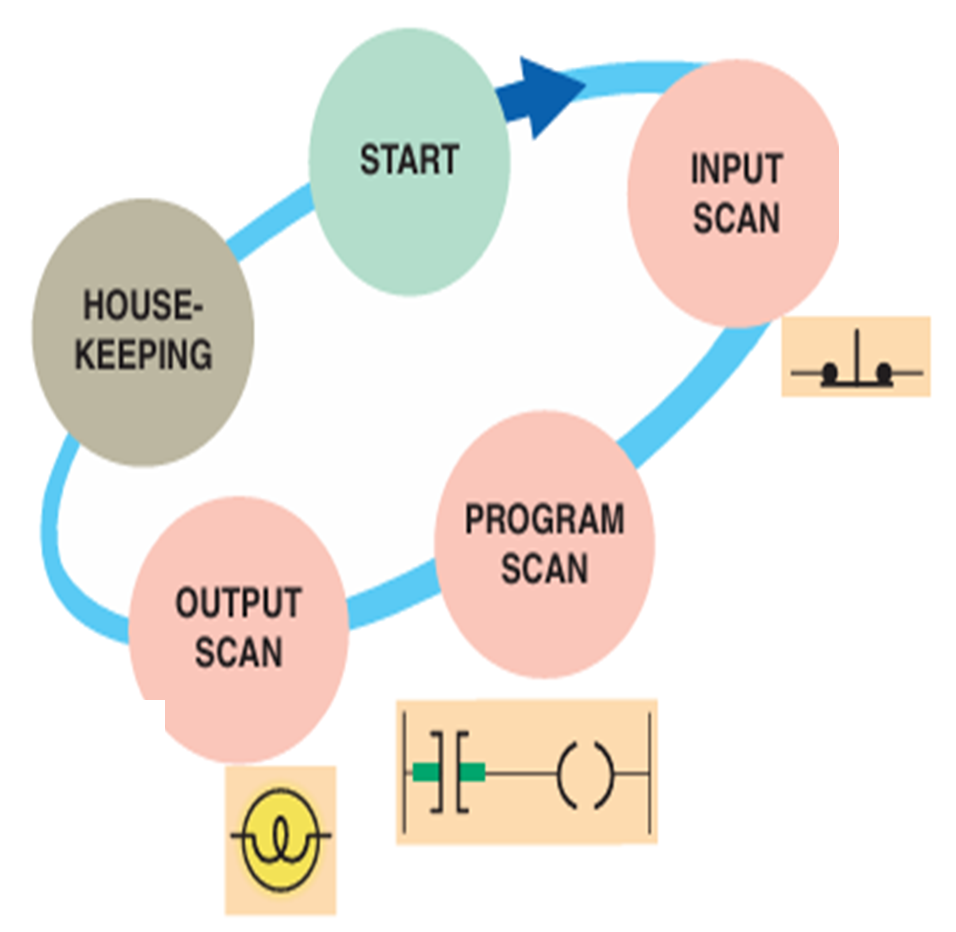 START
INPUT
SCAN
HOUSE-
KEEPING
PROGRAM
SCAN
OUTPUT
SCAN